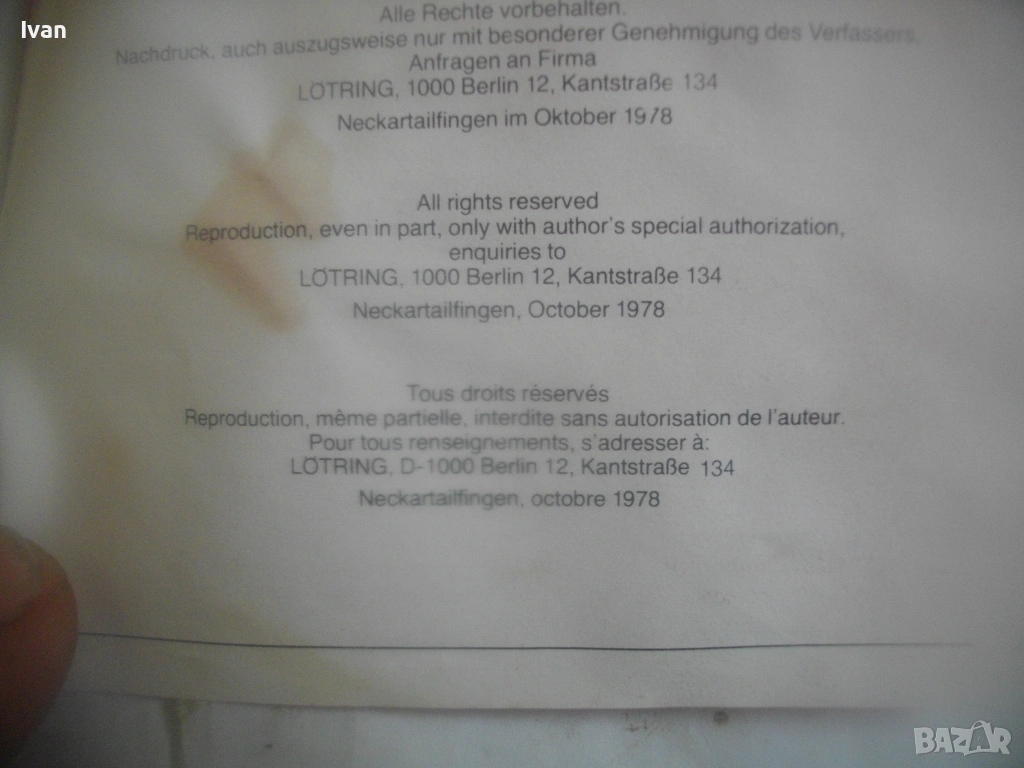 Ivan
Alle Rechte vorbehalten.
Nachdruck, auch auszugsweise nur mit besonderer Genehmigung des Verfassers.
Anfragen an Firma
LÖTRING, 1000 Berlin 12, Kantstraße 134
Neckartailfingen im Oktober 1978
All rights reserved
Reproduction, even in part, only with author's special authorization,
enquiries to
LÖTRING, 1000 Berlin 12, Kantstraße 134
Neckartailfingen, October 1978
Tous droits réservés
Reproduction, même partielle, interdite sans autorisation de l'auteur.
Pour tous renseignements, s'adresser à:
LÖTRING, D-1000 Berlin 12, Kantstraße 134
Neckartailfingen, octobre 1978
BAZAR